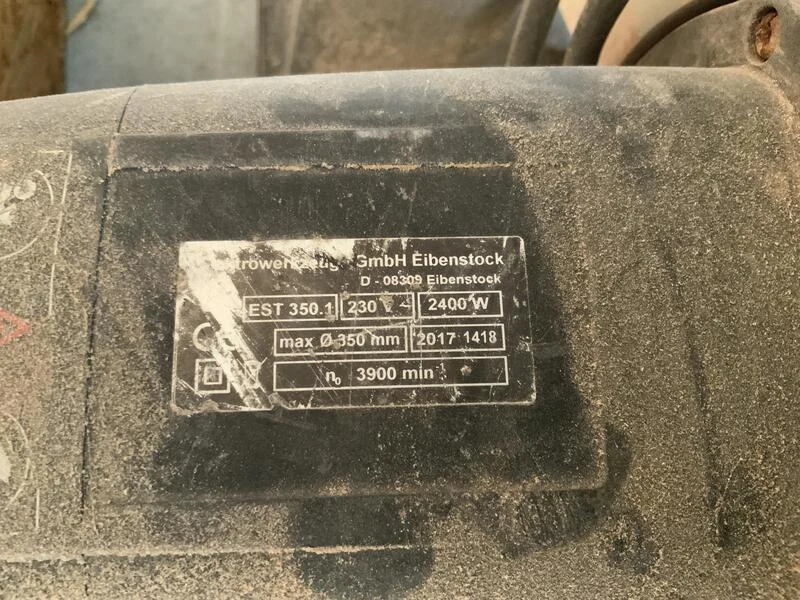 GmbH Eibenstock
D - 08309 Eibenstock
EST 350.1 230 V ~ 2400 W
max Ø 350 mm 2017 1418
n₀ 3900 min